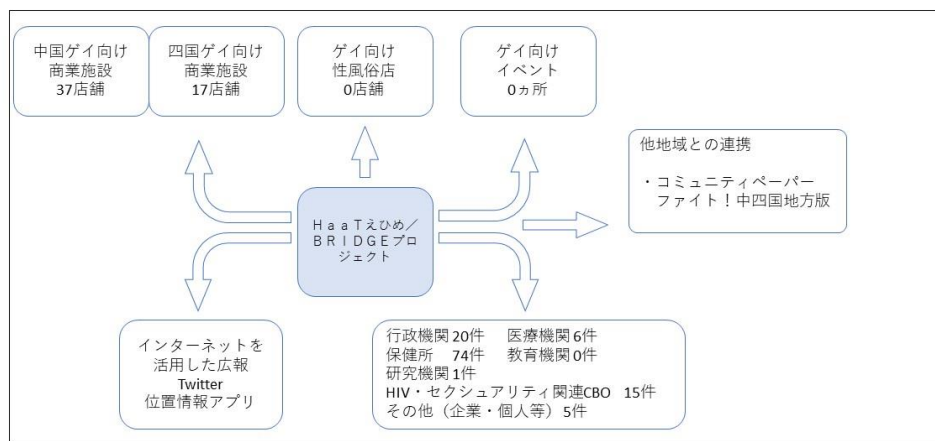 中国ゲイ向け
商業施設
37店舗
四国ゲイ向け
商業施設
17店舗
ゲイ向け
性風俗店
0店舗
ゲイ向け
イベント
0ヵ所
他地域との連携
・コミュニティペーパー
ファイト！中四国地方版
ＨａａＴえひめ／
ＢＲＩＤＧＥプロ
ジェクト
インターネットを
活用した広報
Twitter
位置情報アプリ
行政機関 20件　医療機関 6件
保健所　74件　教育機関 0件
研究機関 1件
HIV・セクシュアリティ関連CBO　15件
その他（企業・個人等）5件